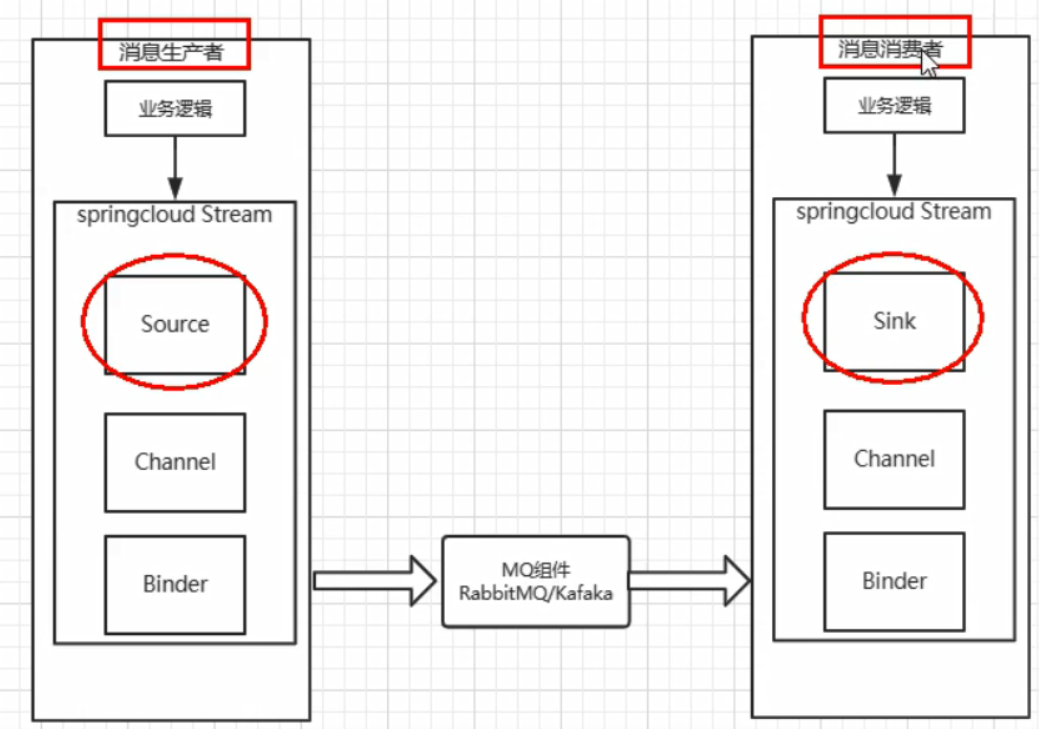 消息生产者
业务逻辑
springcloud Stream
Source
Channel
Binder
MQ组件
RabbitMQ/Kafaka
消息消费者
业务逻辑
springcloud Stream
Sink
Channel
Binder